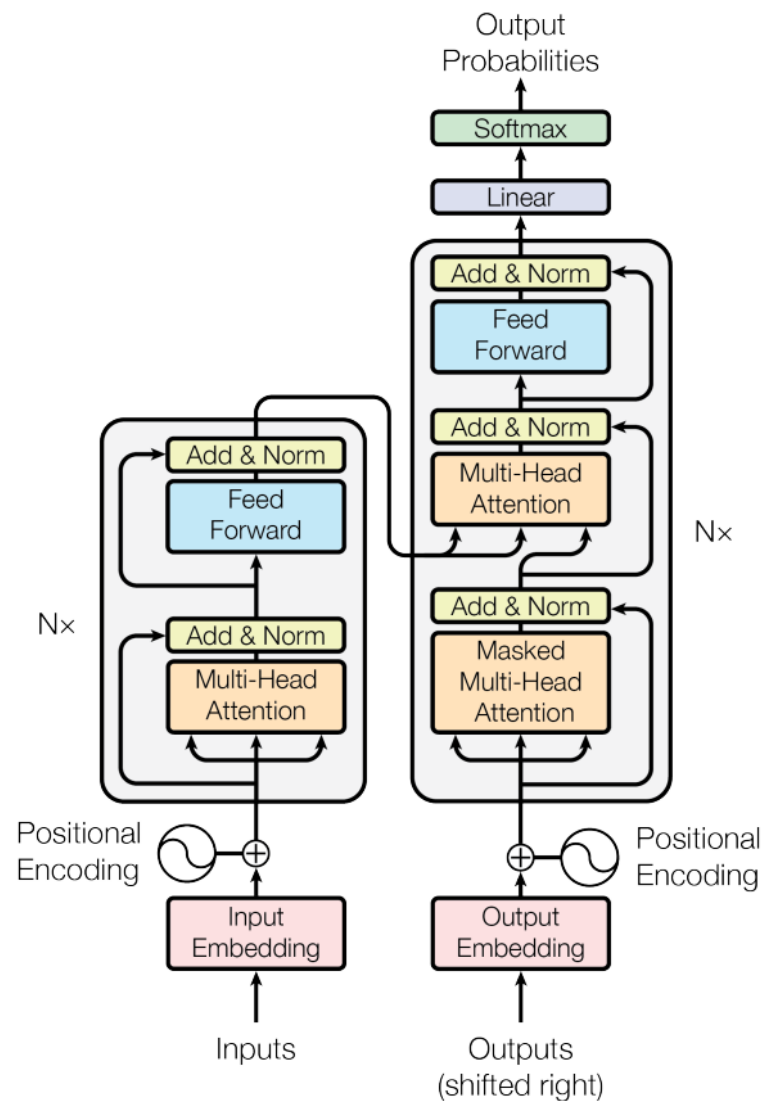 Output
Probabilities
Softmax
Linear
Add & Norm
Feed
Forward
Add & Norm
Multi-Head
Attention
Add & Norm
Masked
Multi-Head
Attention
Nx
Positional
Encoding
Output
Embedding
Outputs
(shifted right)
Add & Norm
Feed
Forward
Add & Norm
Multi-Head
Attention
Nx
Positional
Encoding
Input
Embedding
Inputs